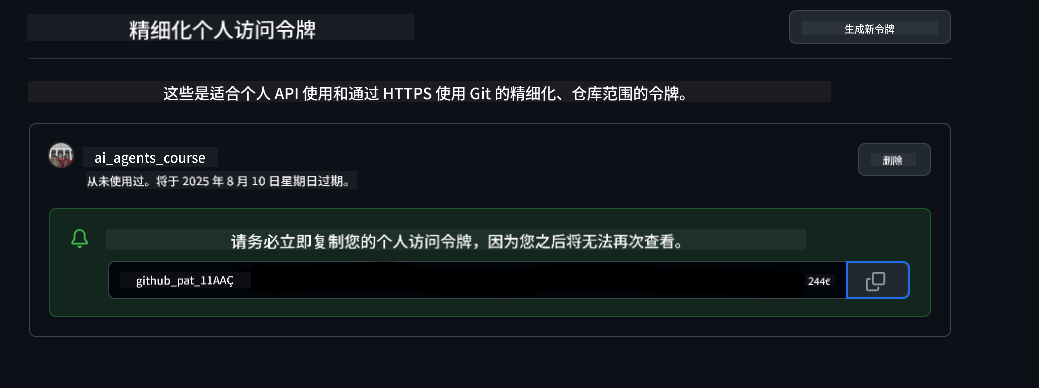 精细化个人访问令牌
生成新令牌
这些是适合个人 API 使用和通过 HTTPS 使用 Git 的精细化、仓库范围的令牌。
ai_agents_course
删除
从未使用过。将于 2025 年 8 月 10 日星期日过期。
请务必立即复制您的个人访问令牌，因为您之后将无法再次查看。
github_pat_11AAÇ
244€